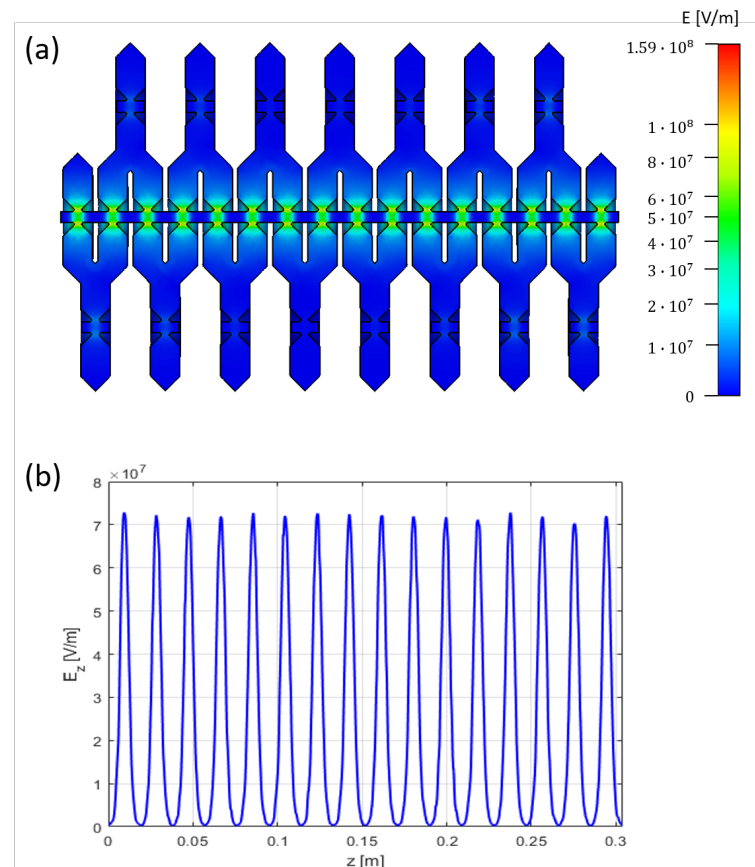 E [V/m]
(a)
1.59 · 10⁸
1 · 10⁸
8 · 10⁷
6 · 10⁷
5 · 10⁷
4 · 10⁷
3 · 10⁷
2 · 10⁷
1 · 10⁷
0
(b)
×10⁷
8
7
6
5
4
3
2
1
0
E_z [V/m]
0 0.05 0.1 0.15 0.2 0.25 0.3
z [m]